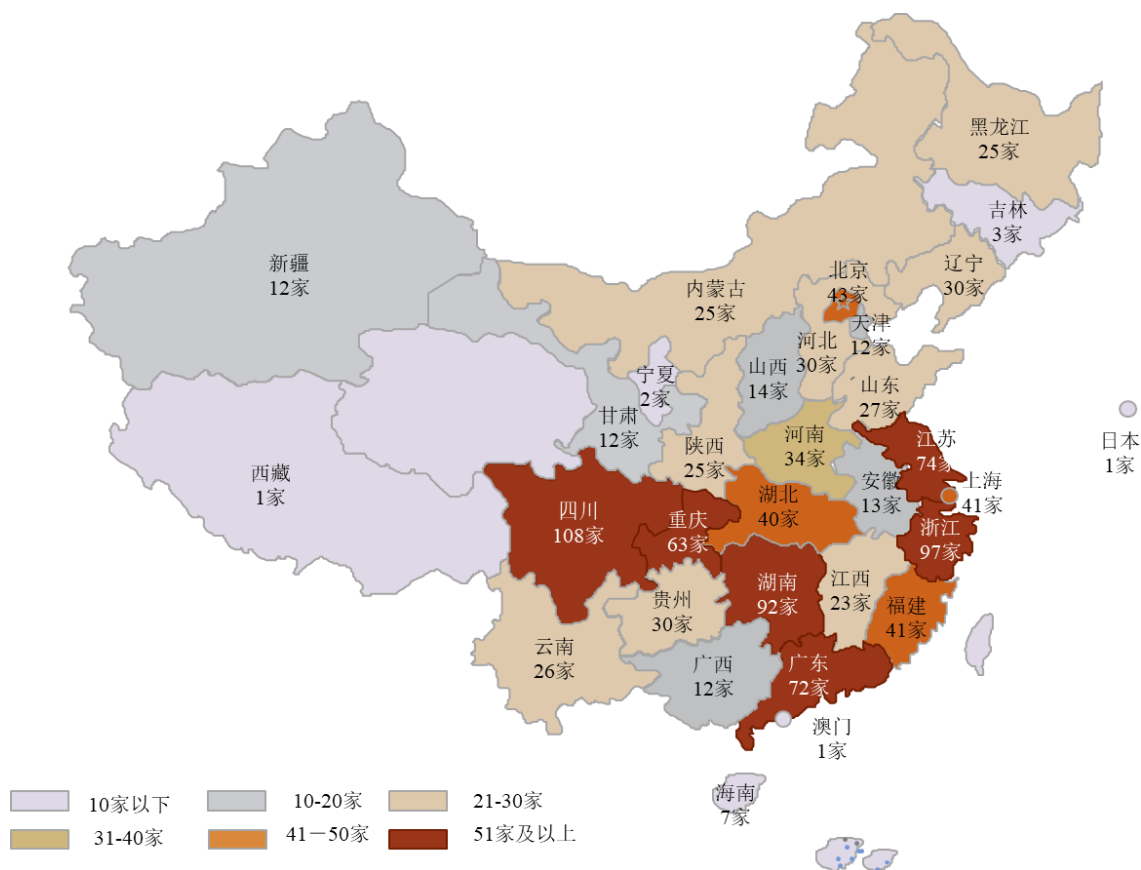 黑龙江
25家
吉林
3家
辽宁
30家
新疆
12家
内蒙古
25家
北京
43家
天津
12家
河北
30家
山西
14家
宁夏
2家
山东
27家
甘肃
12家
陕西
25家
河南
34家
江苏
74家
日本
1家
西藏
1家
四川
108家
重庆
63家
湖北
40家
安徽
13家
上海
41家
浙江
97家
湖南
92家
江西
23家
福建
41家
贵州
30家
云南
26家
广西
12家
广东
72家
澳门
1家
海南
7家
10家以下
10-20家
21-30家
31-40家
41－50家
51家及以上